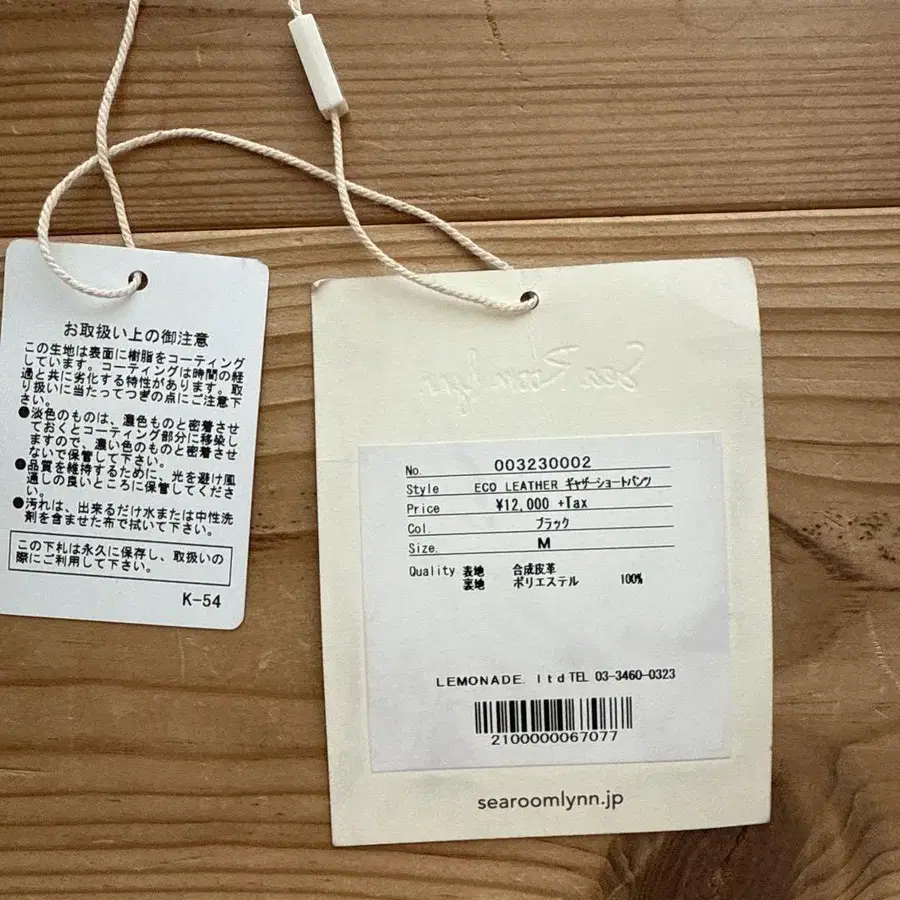 お取扱い上の御注意
この生地は表面に樹脂をコーティング
しています。コーティングは時間の経
過と共に劣化する特性があります。取
り扱いに当たってつぎの点にご注意下
さい。
●淡色のものは、濃色ものと密着させ
ておくとコーティング部分に移染し
ますので、濃い色のものと密着させ
ないで保管して下さい。
●品質を維持するために、光を避け風
通しの良いところに保管してくださ
い。
●汚れは、出来るだけ水または中性洗
剤を含ませた布で拭いて下さい。
この下札は永久に保存し、取扱いの
際にご利用して下さい。
K-54
Sea Room lynn
No. 003230002
Style ECO LEATHER ギャザーショートパンツ
Price ¥12,000 +Tax
Col. ブラック
Size. M
Quality 表地 合成皮革
裏地 ポリエステル 100%
LEMONADE. ltd TEL 03-3460-0323
2100000067077
searoomlynn.jp